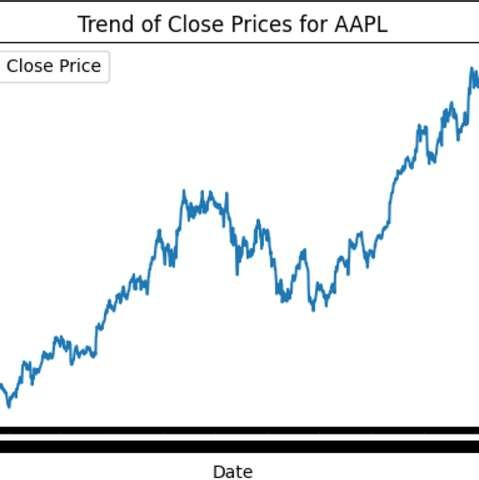 Trend of Close Prices for AAPL
Close Price
Date